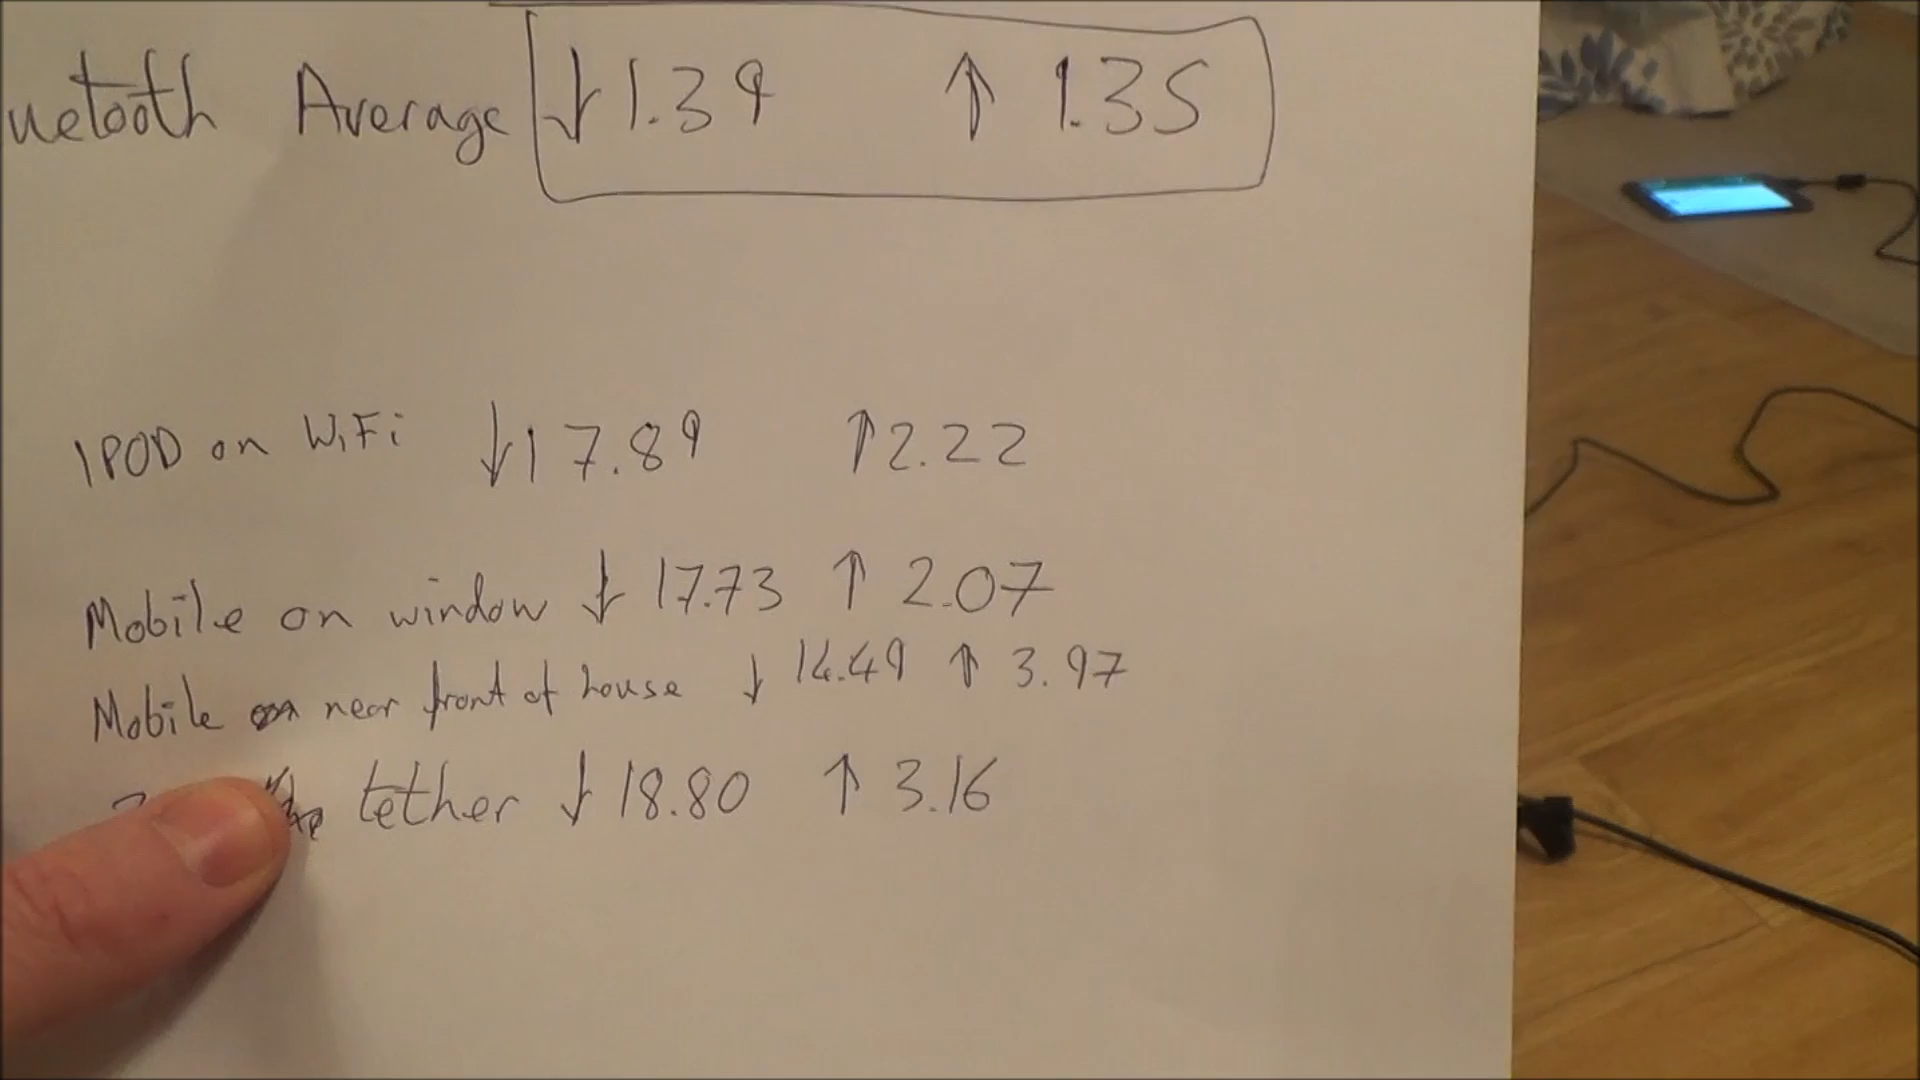 uetooth Average ↓ 1.39 ↑ 1.35
IPOD on WiFi ↓ 17.89 ↑ 2.22
Mobile on window ↓ 17.73 ↑ 2.07
Mobile near front of house ↓ 14.49 ↑ 3.97
tether ↓ 18.80 ↑ 3.16